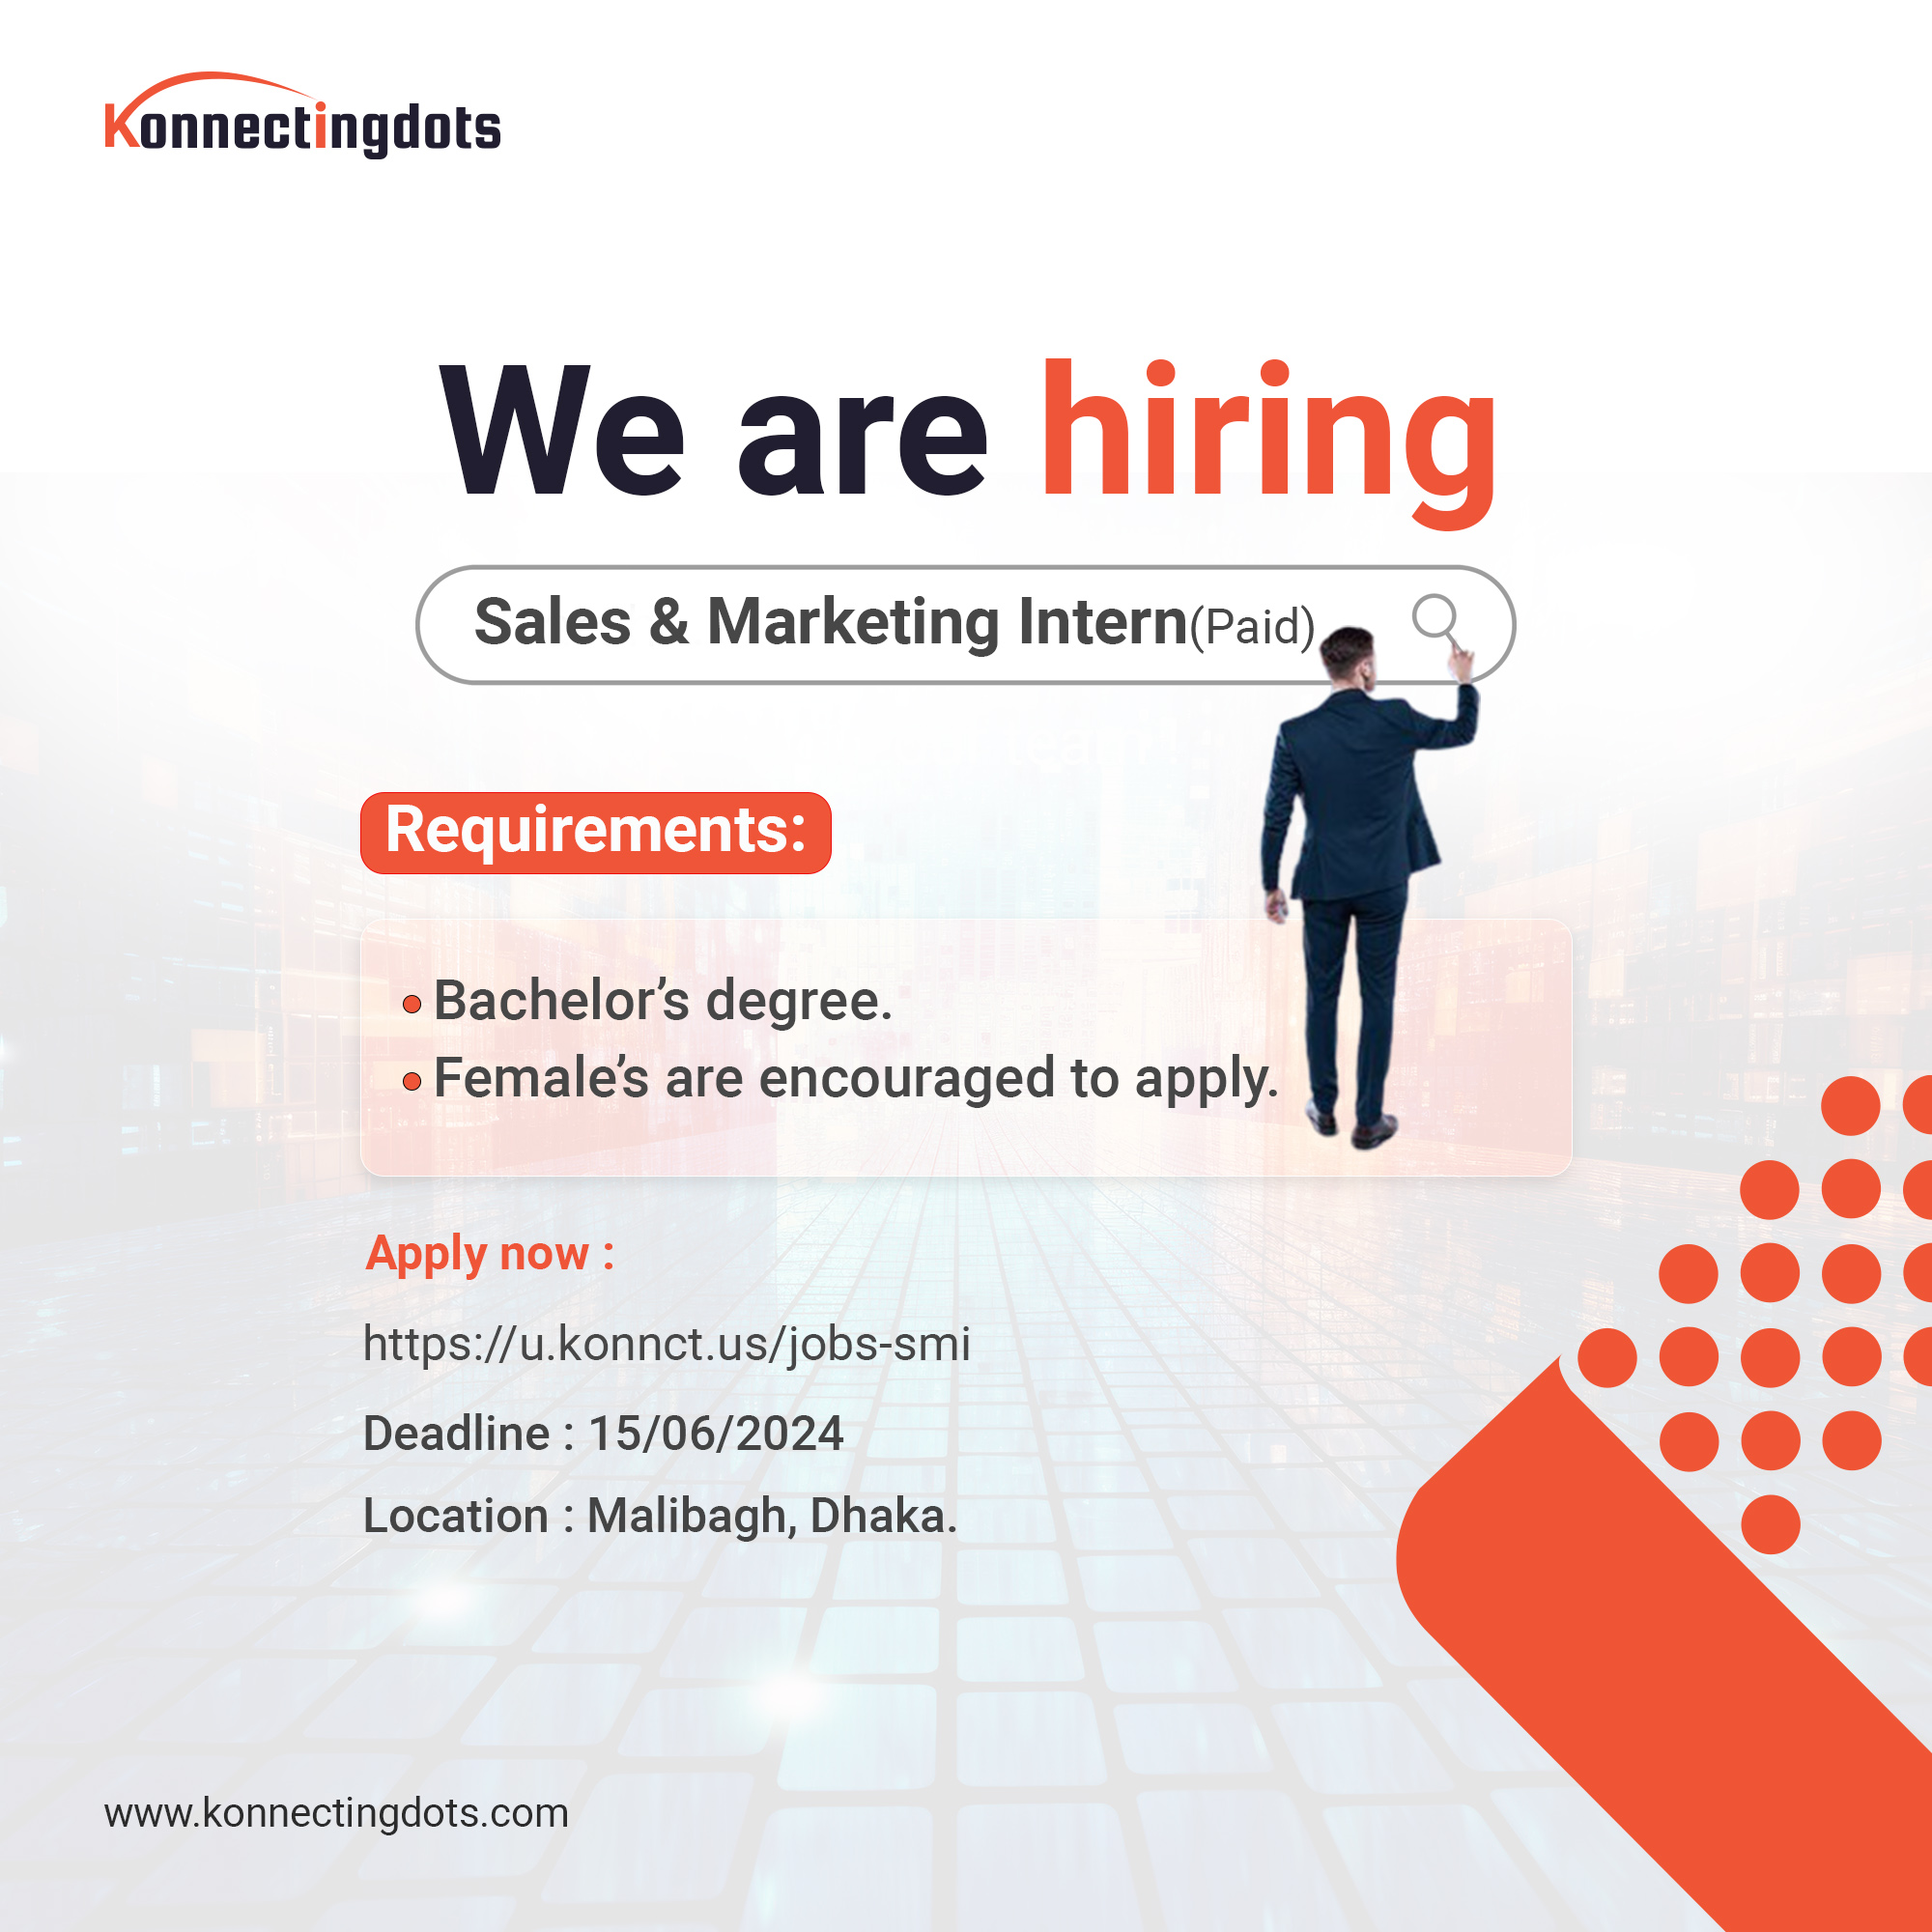 Konnectingdots
We are hiring
Sales & Marketing Intern(Paid)
Requirements:
Bachelor’s degree.
Female’s are encouraged to apply.
Apply now :
https://u.konnct.us/jobs-smi
Deadline : 15/06/2024
Location : Malibagh, Dhaka.
www.konnectingdots.com